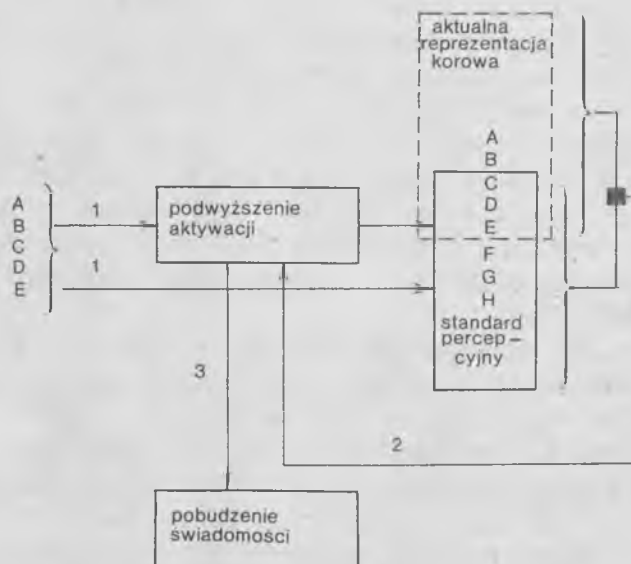 aktualna
reprezentacja
korowa
A
B
C
D
E
F
G
H
standard
percep–
cyjny
A
B
C
D
E
1
1
podwyższenie
aktywacji
3
2
pobudzenie
świadomości